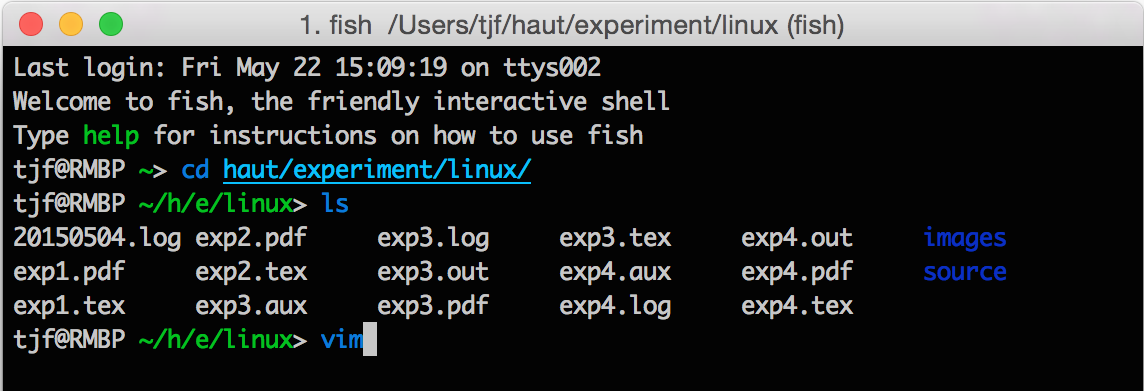 1. fish  /Users/tjf/haut/experiment/linux (fish)
Last login: Fri May 22 15:09:19 on ttys002
Welcome to fish, the friendly interactive shell
Type help for instructions on how to use fish
tjf@RMBP ~> cd haut/experiment/linux/
tjf@RMBP ~/h/e/linux> ls
20150504.log exp2.pdf     exp3.log     exp3.tex     exp4.out     images
exp1.pdf     exp2.tex     exp3.out     exp4.aux     exp4.pdf     source
exp1.tex     exp3.aux     exp3.pdf     exp4.log     exp4.tex
tjf@RMBP ~/h/e/linux> vim